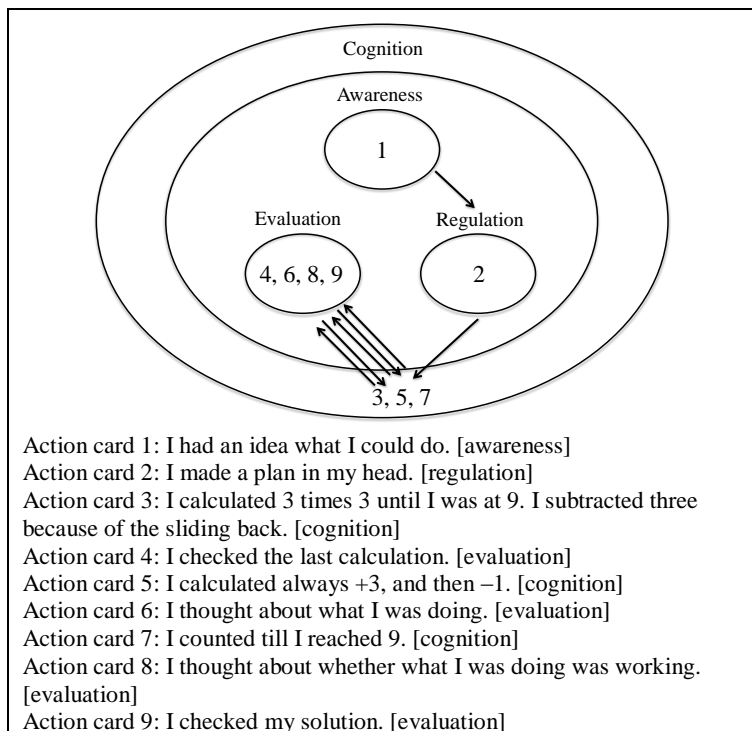 Cognition
Awareness
1
Evaluation
Regulation
4, 6, 8, 9
2
3, 5, 7
Action card 1: I had an idea what I could do. [awareness]
Action card 2: I made a plan in my head. [regulation]
Action card 3: I calculated 3 times 3 until I was at 9. I subtracted three
because of the sliding back. [cognition]
Action card 4: I checked the last calculation. [evaluation]
Action card 5: I calculated always +3, and then –1. [cognition]
Action card 6: I thought about what I was doing. [evaluation]
Action card 7: I counted till I reached 9. [cognition]
Action card 8: I thought about whether what I was doing was working.
[evaluation]
Action card 9: I checked my solution. [evaluation]